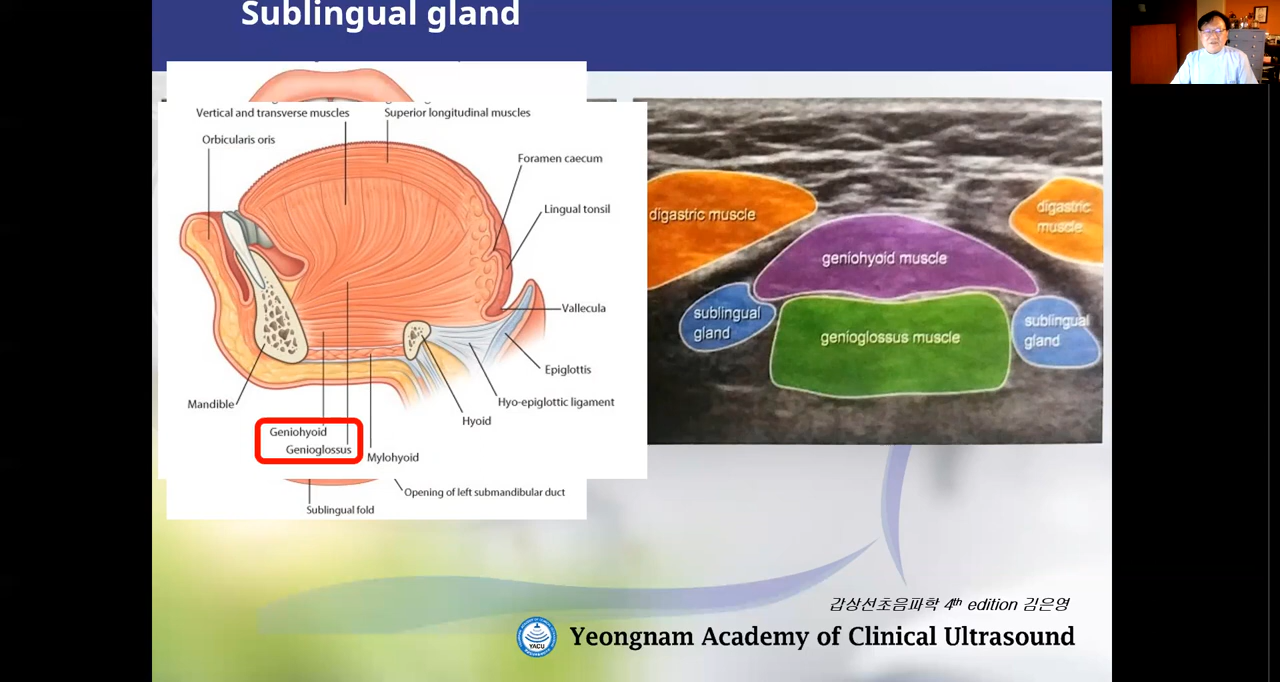 Sublingual gland
Vertical and transverse muscles
Superior longitudinal muscles
Orbicularis oris
Foramen caecum
Lingual tonsil
Vallecula
Epiglottis
Hyo-epiglottic ligament
Hyoid
Mandible
Geniohyoid
Genioglossus
Mylohyoid
Opening of left submandibular duct
Sublingual fold
digastric muscle
digastric
muscle
geniohyoid muscle
sublingual
gland
genioglossus muscle
sublingual
gland
갑상선초음파학 4th edition 김은영
YACU
Yeongnam Academy of Clinical Ultrasound